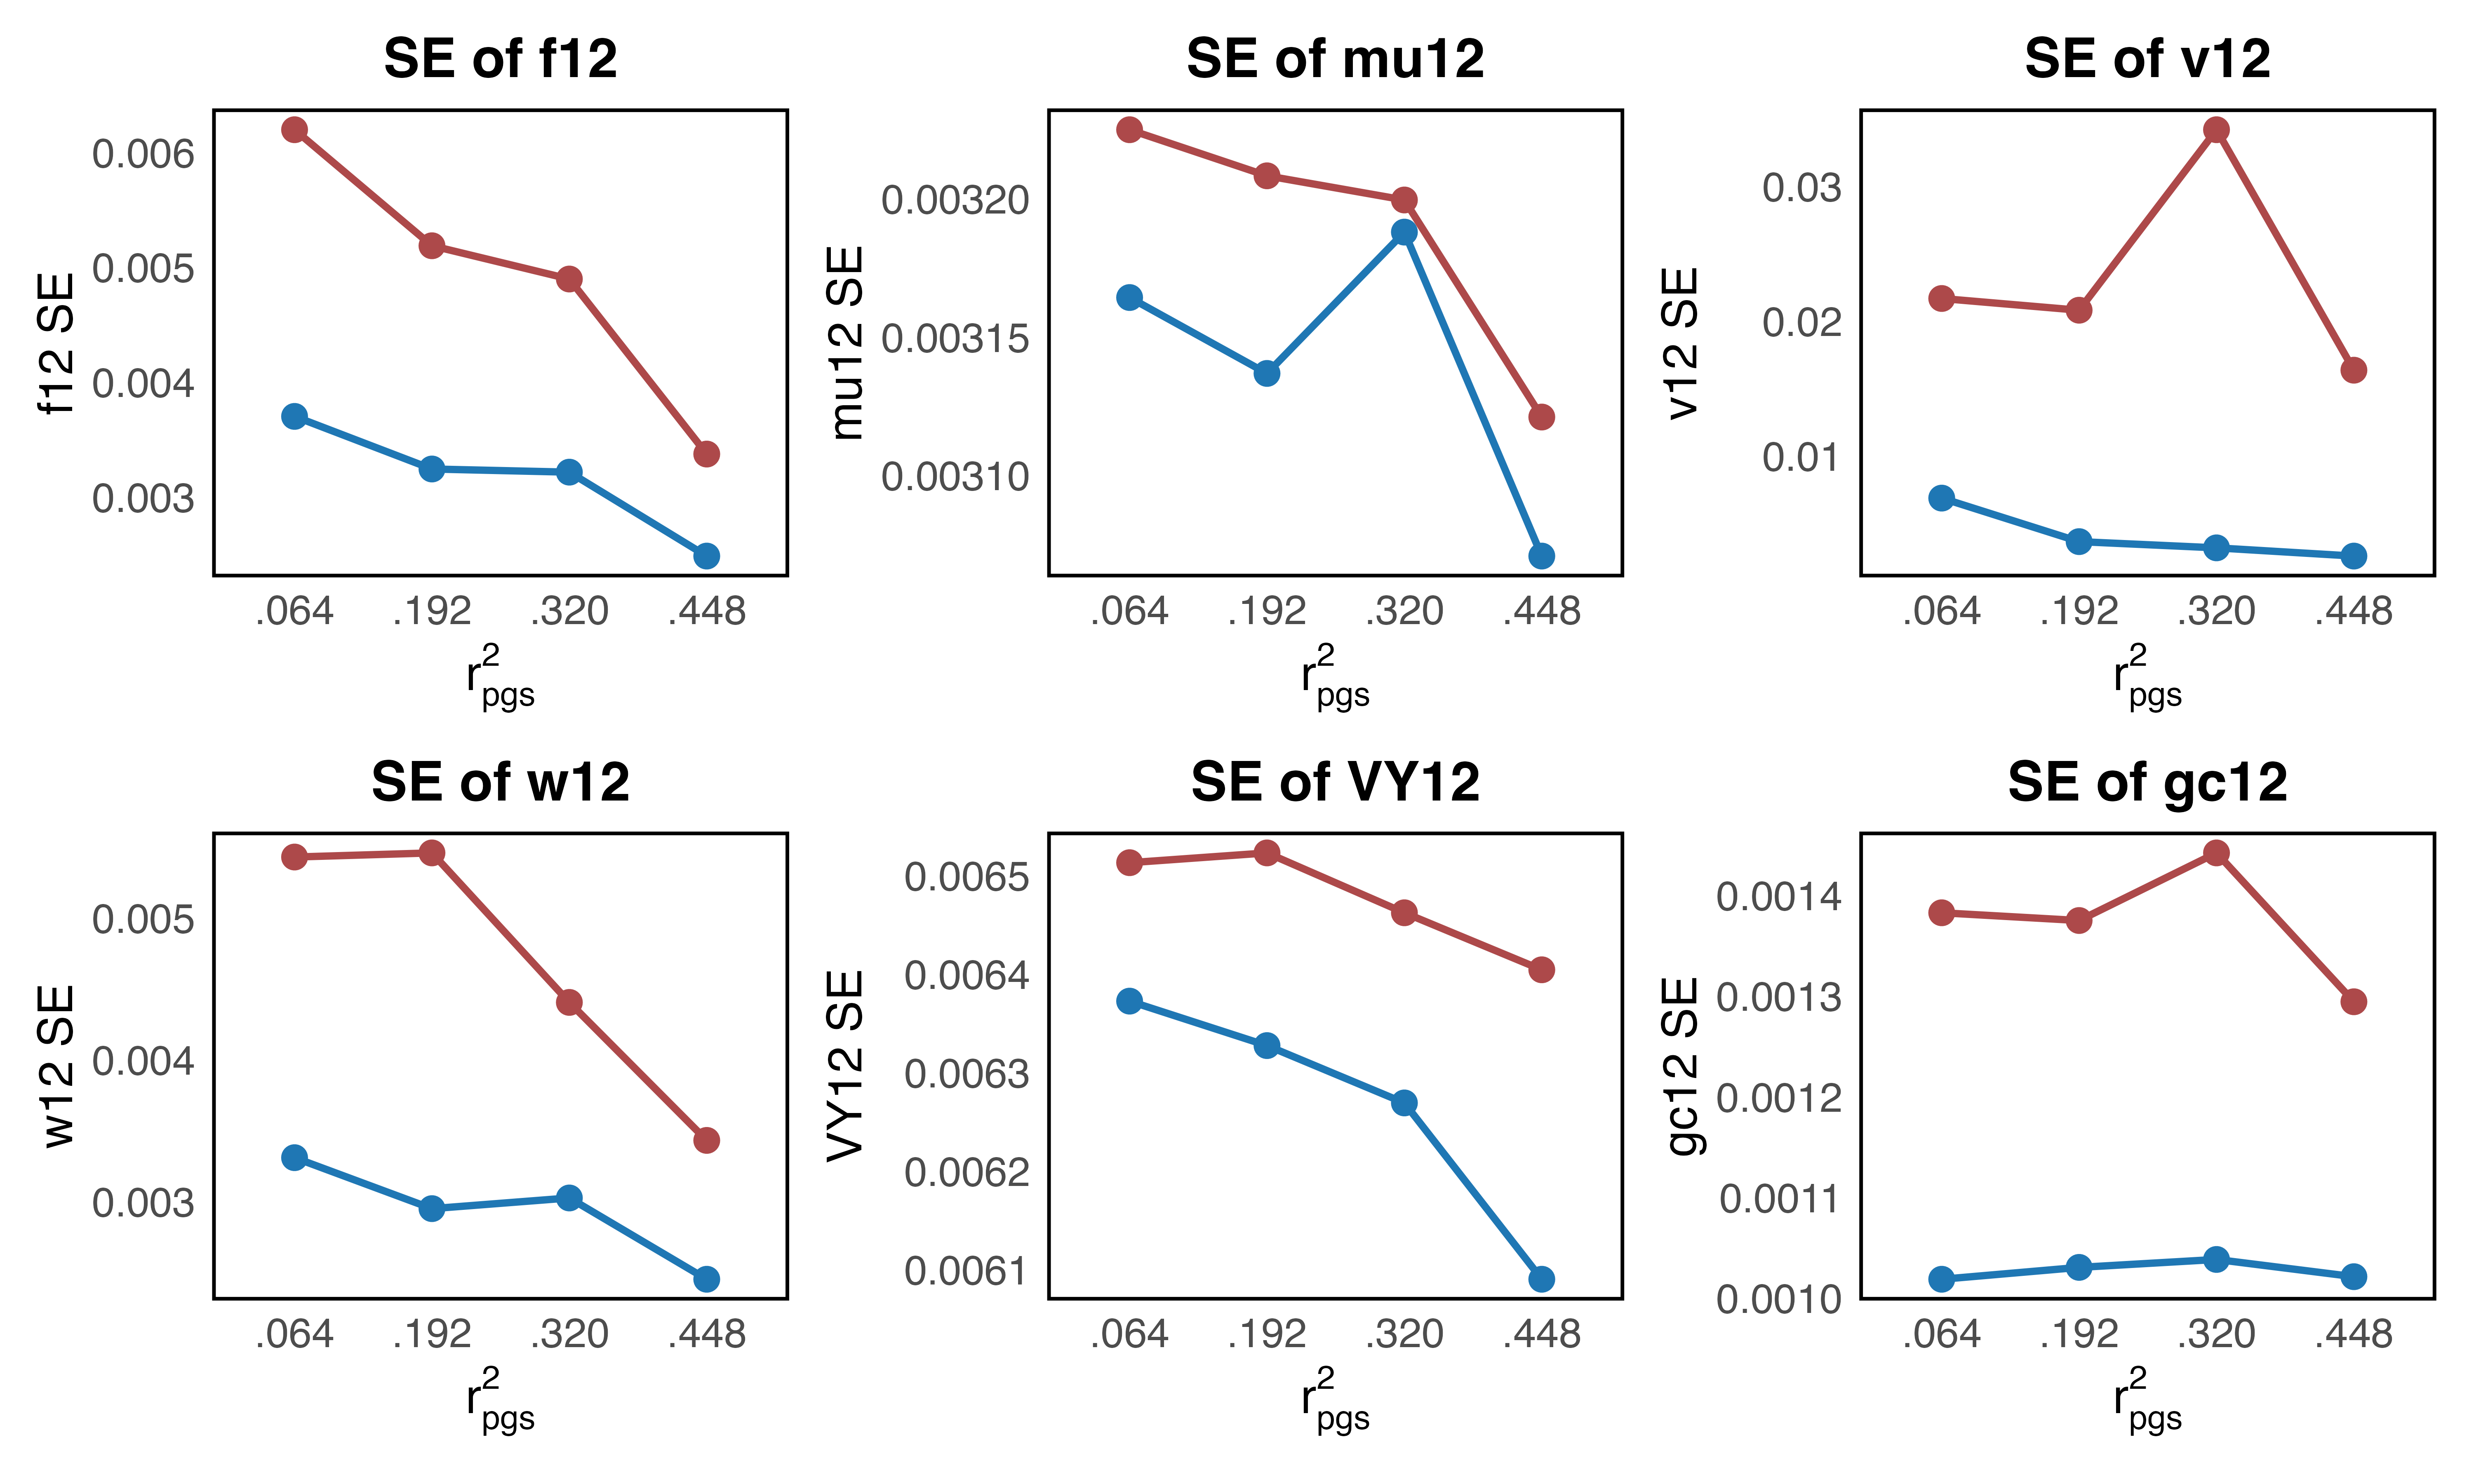 SE of f12
f12 SE
0.006
0.005
0.004
0.003
.064 .192 .320 .448
r²pgs
SE of mu12
mu12 SE
0.00320
0.00315
0.00310
.064 .192 .320 .448
r²pgs
SE of v12
v12 SE
0.03
0.02
0.01
.064 .192 .320 .448
r²pgs
SE of w12
w12 SE
0.005
0.004
0.003
.064 .192 .320 .448
r²pgs
SE of VY12
VY12 SE
0.0065
0.0064
0.0063
0.0062
0.0061
.064 .192 .320 .448
r²pgs
SE of gc12
gc12 SE
0.0014
0.0013
0.0012
0.0011
0.0010
.064 .192 .320 .448
r²pgs